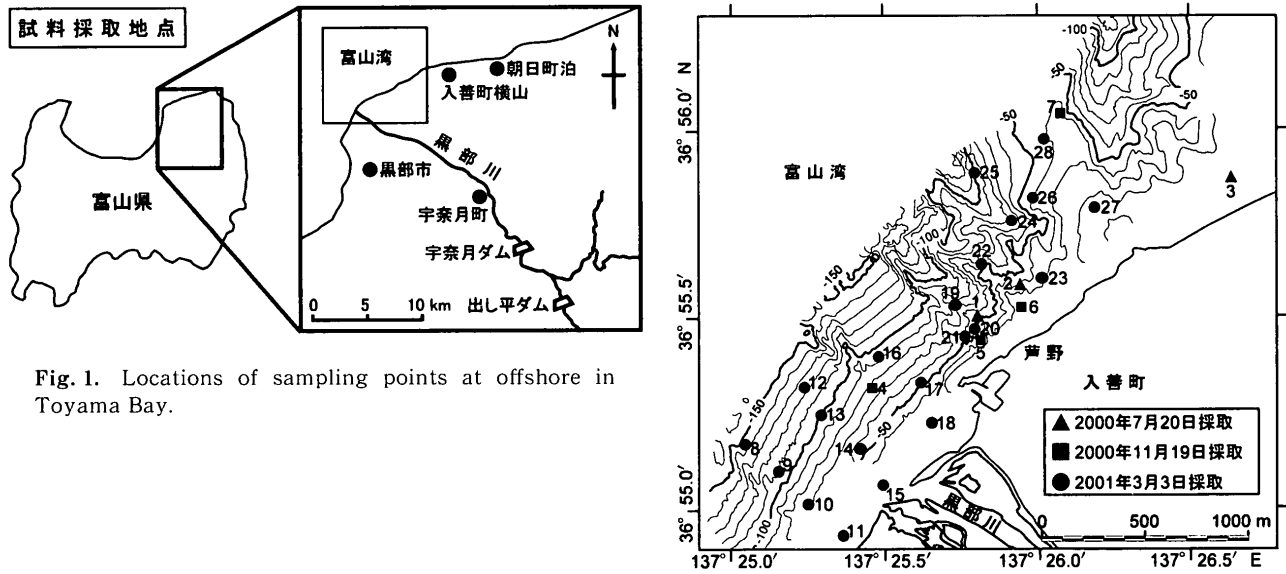 試料採取地点
富山県
富山湾
N
朝日町泊
入善町横山
黒部川
黒部市
宇奈月町
宇奈月ダム
出し平ダム
0 5 10 km
Fig. 1. Locations of sampling points at offshore in
Toyama Bay.
N
36° 56.0'
36° 55.5'
36° 55.0'
富山湾
-100
-50
-50
-50
7
28
25
3
26
27
24
-100
22
-150
23
2
19
1
6
20
21
5
芦野
16
入善町
12
4
17
-150
13
18
-50
14
8
9
15
10
-100
11
黒部川
▲ 2000年7月20日採取
■ 2000年11月19日採取
● 2001年3月3日採取
0 500 1000 m
137° 25.0' 137° 25.5' 137° 26.0' 137° 26.5' E